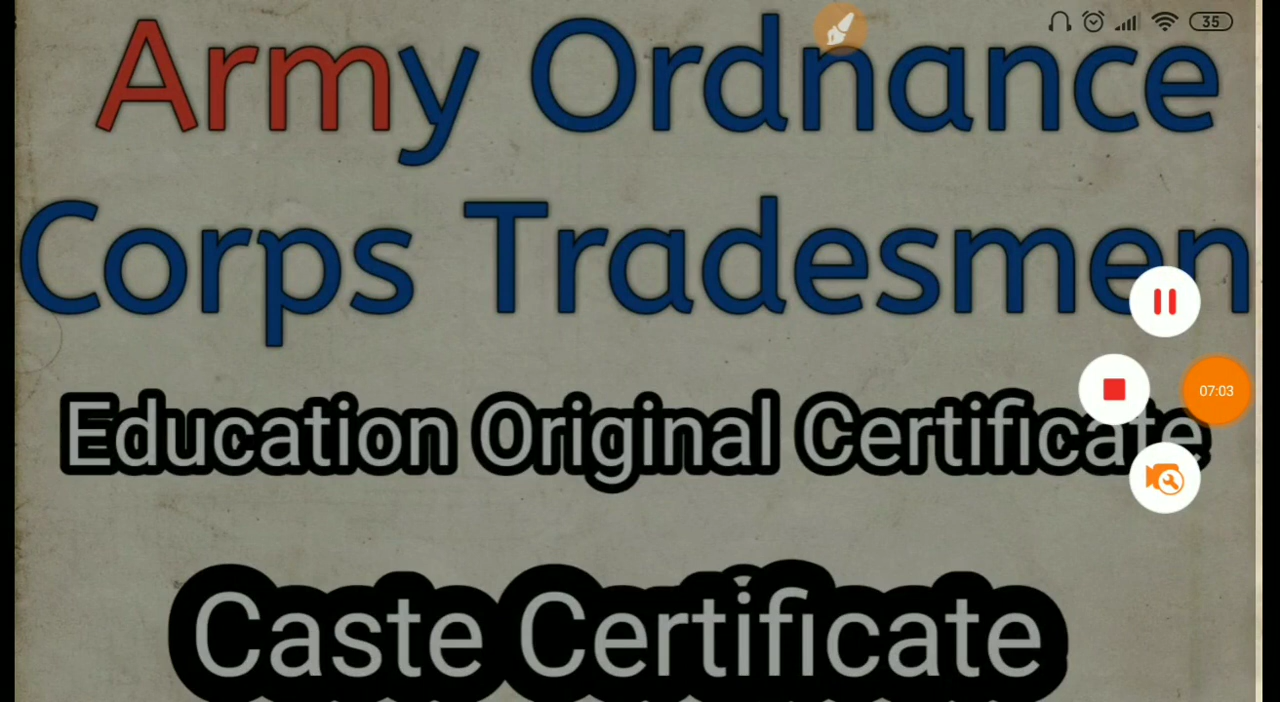 35
Army Ordnance
Corps Tradesmen
07:03
Education Original Certificate
Caste Certificate